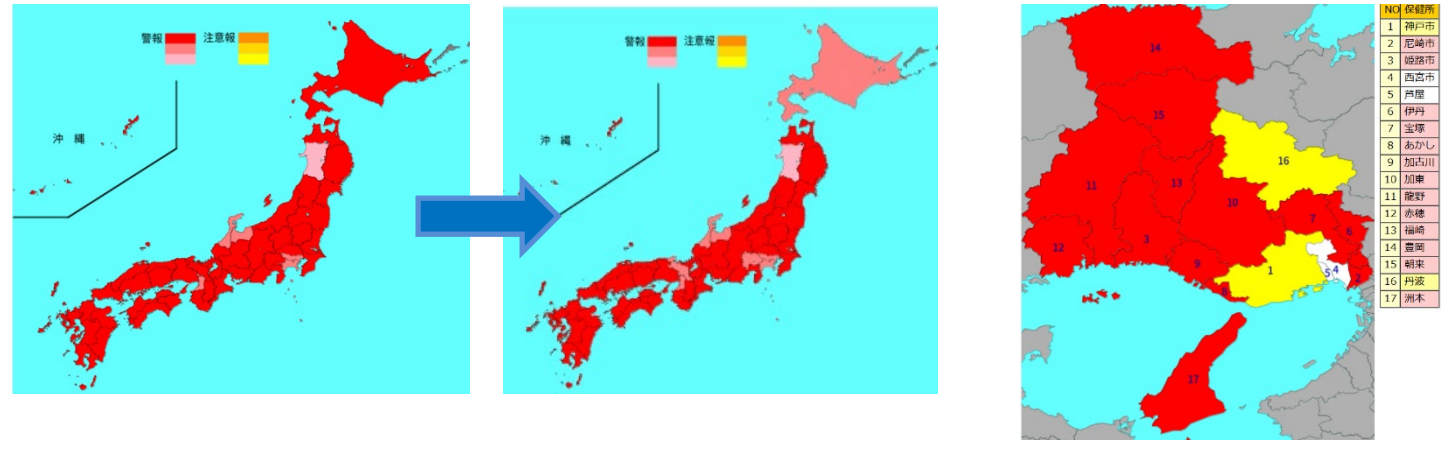 警報 注意報
沖 縄
警報 注意報
沖 縄
14
15
16
11
13
10
7
6
12
3
9
1
5 4
8
2
17
NO 保健所
1 神戸市
2 尼崎市
3 姫路市
4 西宮市
5 芦屋
6 伊丹
7 宝塚
8 あかし
9 加古川
10 加東
11 龍野
12 赤穂
13 福崎
14 豊岡
15 朝来
16 丹波
17 洲本